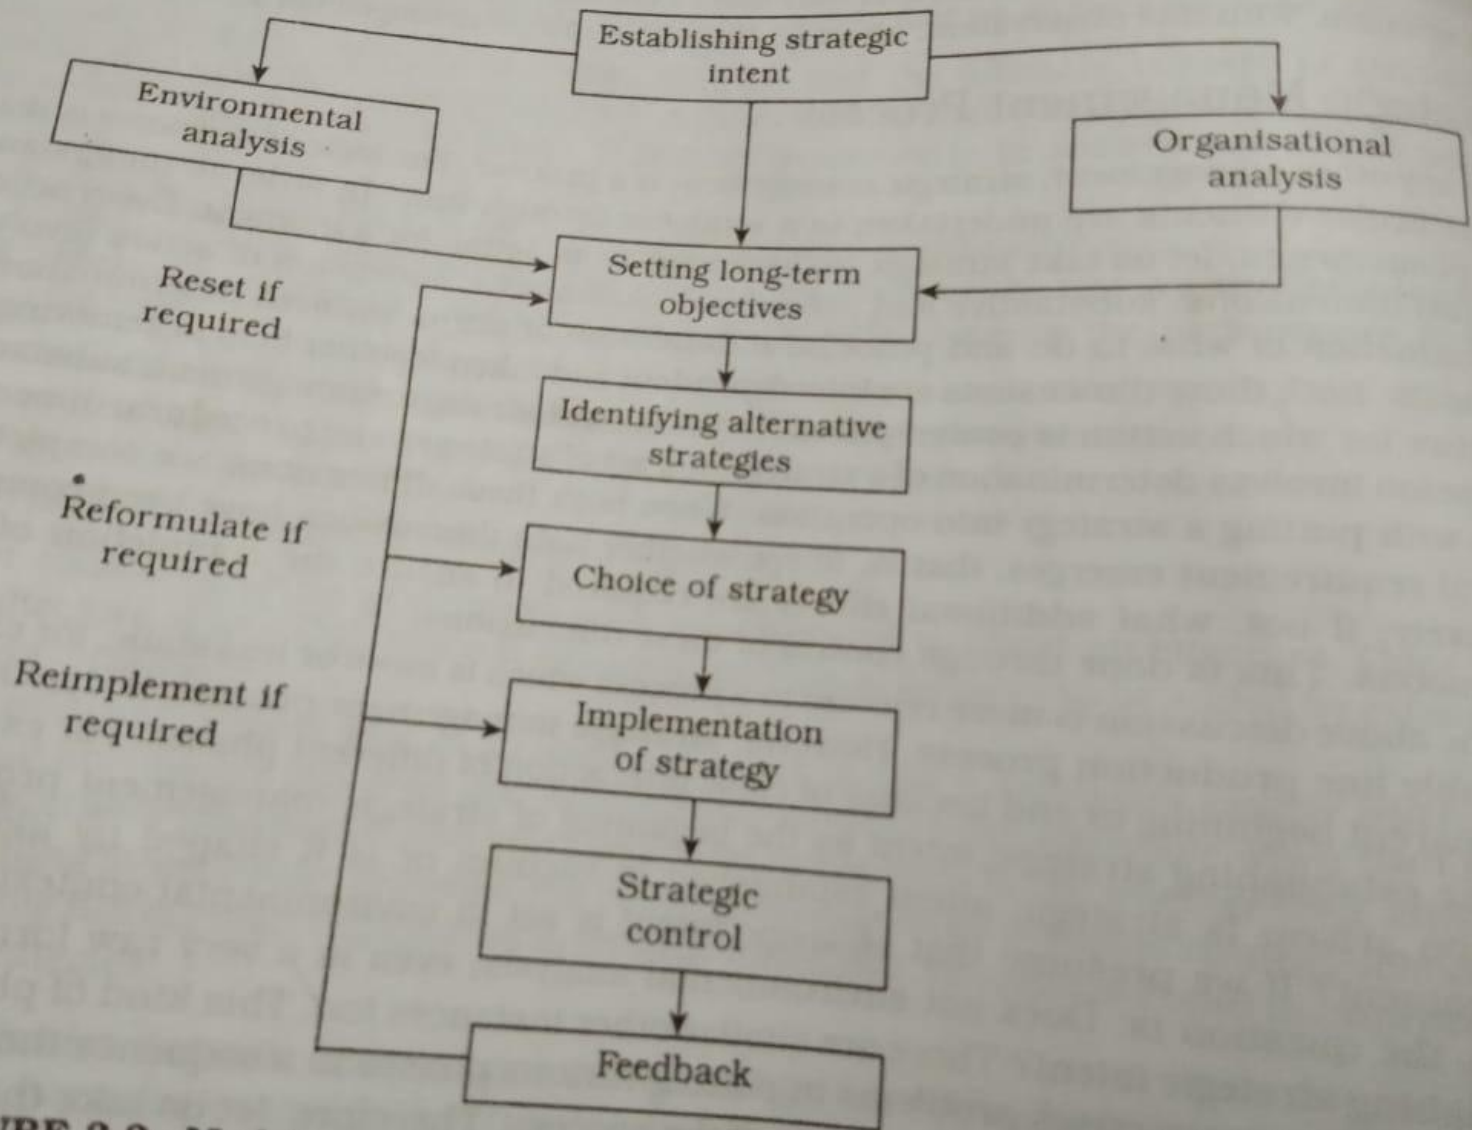 Establishing strategic
intent
Environmental
analysis
Organisational
analysis
Reset if
required
Setting long-term
objectives
Identifying alternative
strategies
Reformulate if
required
Choice of strategy
Reimplement if
required
Implementation
of strategy
Strategic
control
Feedback